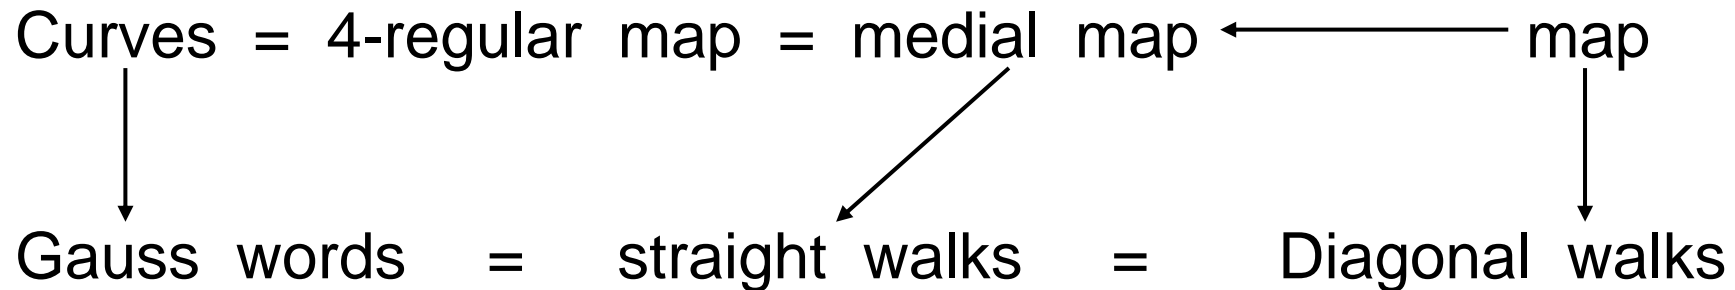 Curves = 4-regular map = medial map map
Gauss words = straight walks = Diagonal walks